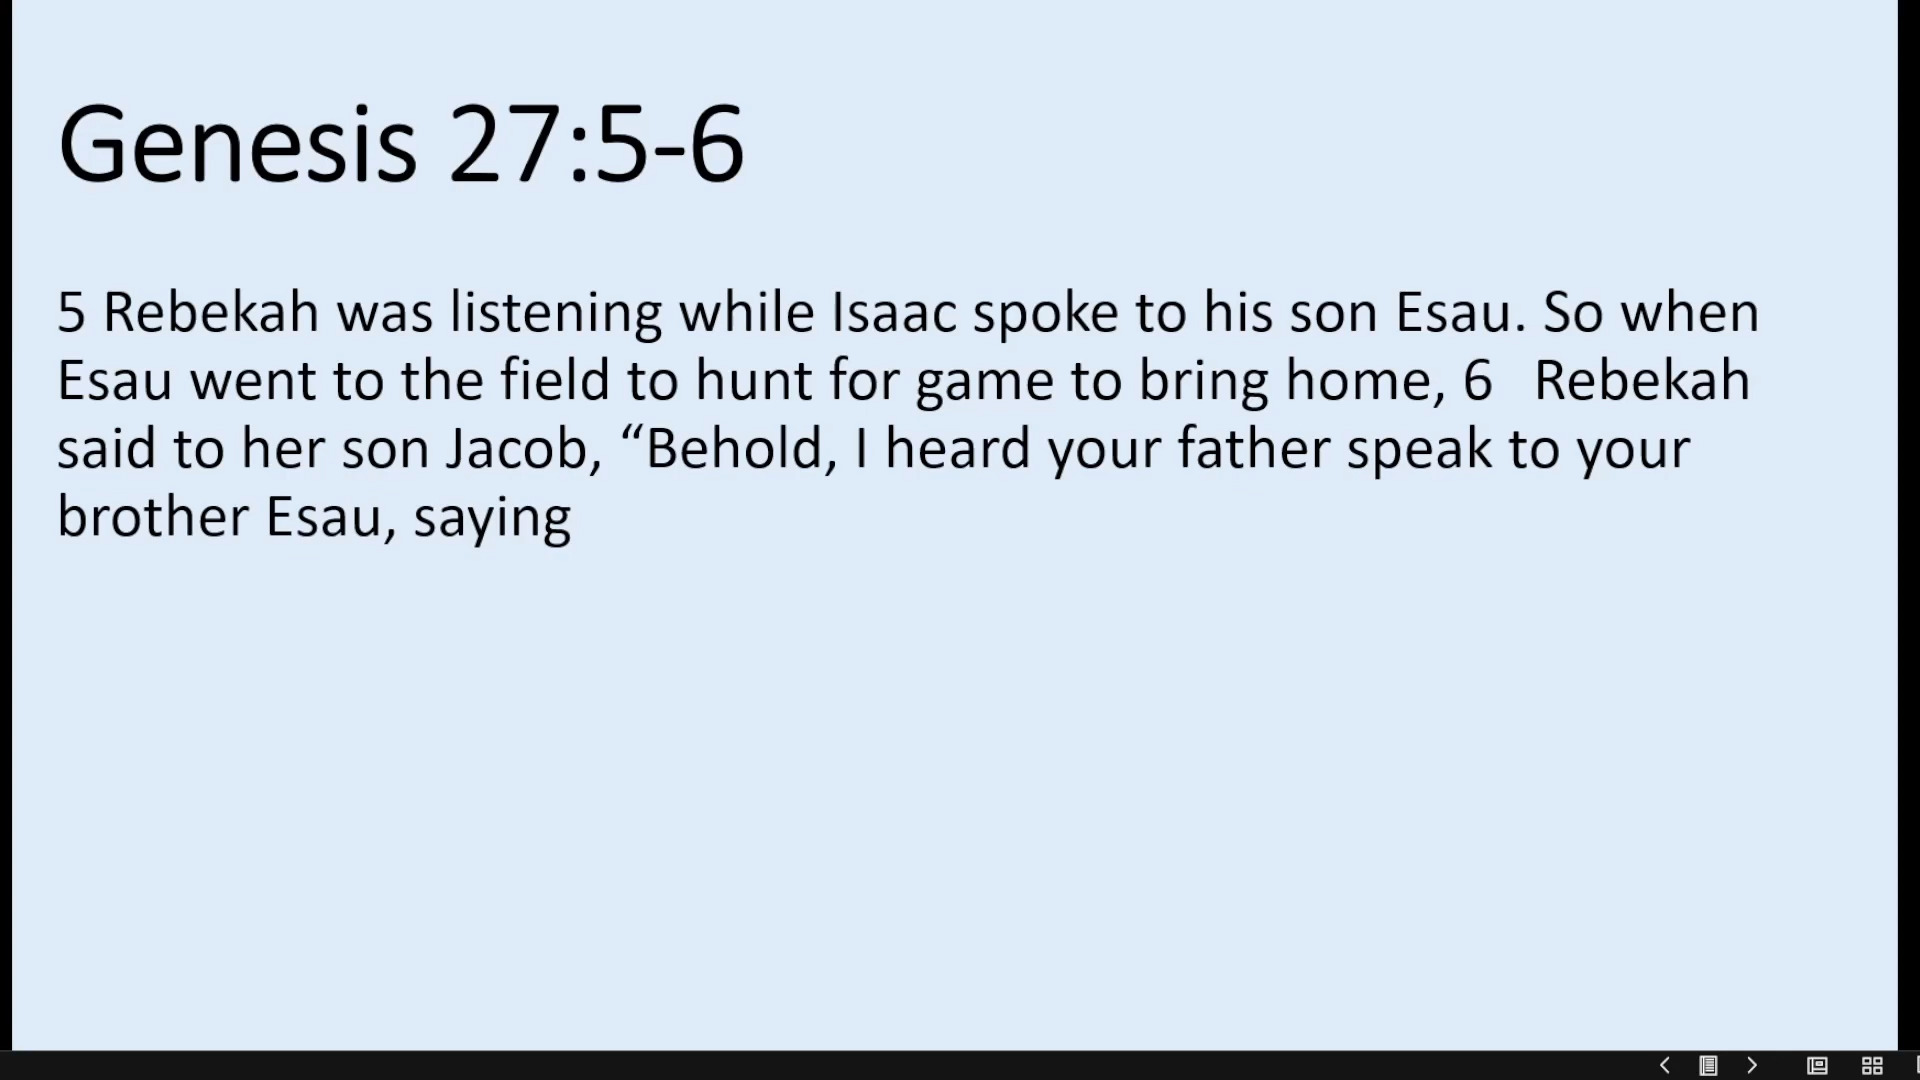 Genesis 27:5-6
5 Rebekah was listening while Isaac spoke to his son Esau. So when
Esau went to the field to hunt for game to bring home, 6   Rebekah
said to her son Jacob, “Behold, I heard your father speak to your
brother Esau, saying